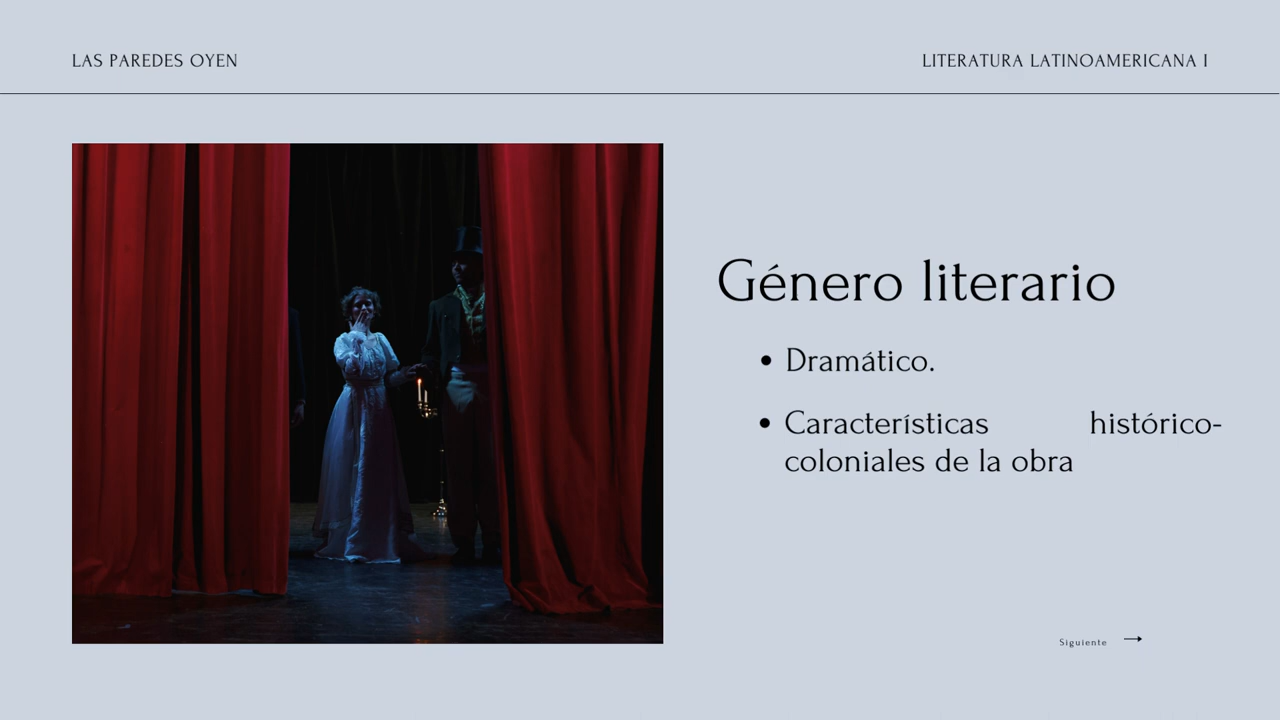 LAS PAREDES OYEN
LITERATURA LATINOAMERICANA I
Género literario
• Dramático.
• Características histórico-
coloniales de la obra
Siguiente